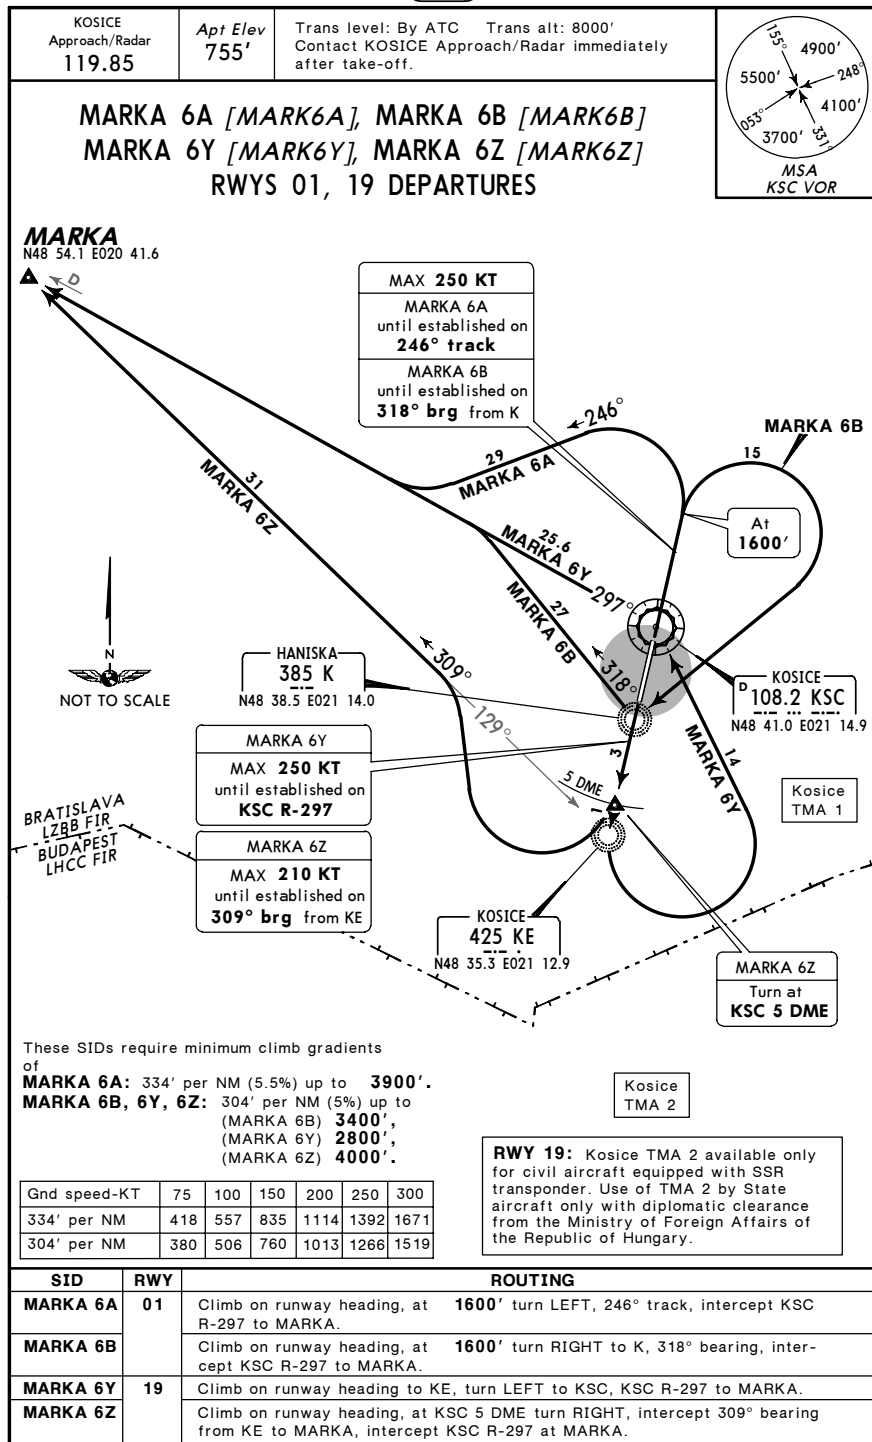 KOSICE
Approach/Radar
119.85
Apt Elev
755'
Trans level: By ATC Trans alt: 8000'
Contact KOSICE Approach/Radar immediately
after take-off.
155°
4900'
5500'
248°
4100'
053°
3700'
331°
MSA
KSC VOR
MARKA 6A [MARK6A], MARKA 6B [MARK6B]
MARKA 6Y [MARK6Y], MARKA 6Z [MARK6Z]
RWYS 01, 19 DEPARTURES
MARKA
N48 54.1 E020 41.6
D
MAX 250 KT
MARKA 6A
until established on
246° track
MARKA 6B
until established on
318° brg from K
246°
MARKA 6B
15
29
MARKA 6A
31
MARKA 6Z
At
1600'
25.6
MARKA 6Y
297°
27
MARKA 6B
318°
N
NOT TO SCALE
HANISKA
385 K
N48 38.5 E021 14.0
309°
129°
KOSICE
D 108.2 KSC
N48 41.0 E021 14.9
MARKA 6Y
MAX 250 KT
until established on
KSC R-297
3
14
MARKA 6Y
5 DME
1
Kosice
TMA 1
BRATISLAVA
LZBB FIR
BUDAPEST
LHCC FIR
MARKA 6Z
MAX 210 KT
until established on
309° brg from KE
KOSICE
425 KE
N48 35.3 E021 12.9
MARKA 6Z
Turn at
KSC 5 DME
These SIDs require minimum climb gradients
of
MARKA 6A: 334' per NM (5.5%) up to 3900'.
MARKA 6B, 6Y, 6Z: 304' per NM (5%) up to
(MARKA 6B) 3400',
(MARKA 6Y) 2800',
(MARKA 6Z) 4000'.
Kosice
TMA 2
RWY 19: Kosice TMA 2 available only
for civil aircraft equipped with SSR
transponder. Use of TMA 2 by State
aircraft only with diplomatic clearance
from the Ministry of Foreign Affairs of
the Republic of Hungary.
Gnd speed-KT 75 100 150 200 250 300
334' per NM 418 557 835 1114 1392 1671
304' per NM 380 506 760 1013 1266 1519
SID RWY ROUTING
MARKA 6A 01 Climb on runway heading, at 1600' turn LEFT, 246° track, intercept KSC
R-297 to MARKA.
MARKA 6B Climb on runway heading, at 1600' turn RIGHT to K, 318° bearing, inter-
cept KSC R-297 to MARKA.
MARKA 6Y 19 Climb on runway heading to KE, turn LEFT to KSC, KSC R-297 to MARKA.
MARKA 6Z Climb on runway heading, at KSC 5 DME turn RIGHT, intercept 309° bearing
from KE to MARKA, intercept KSC R-297 at MARKA.